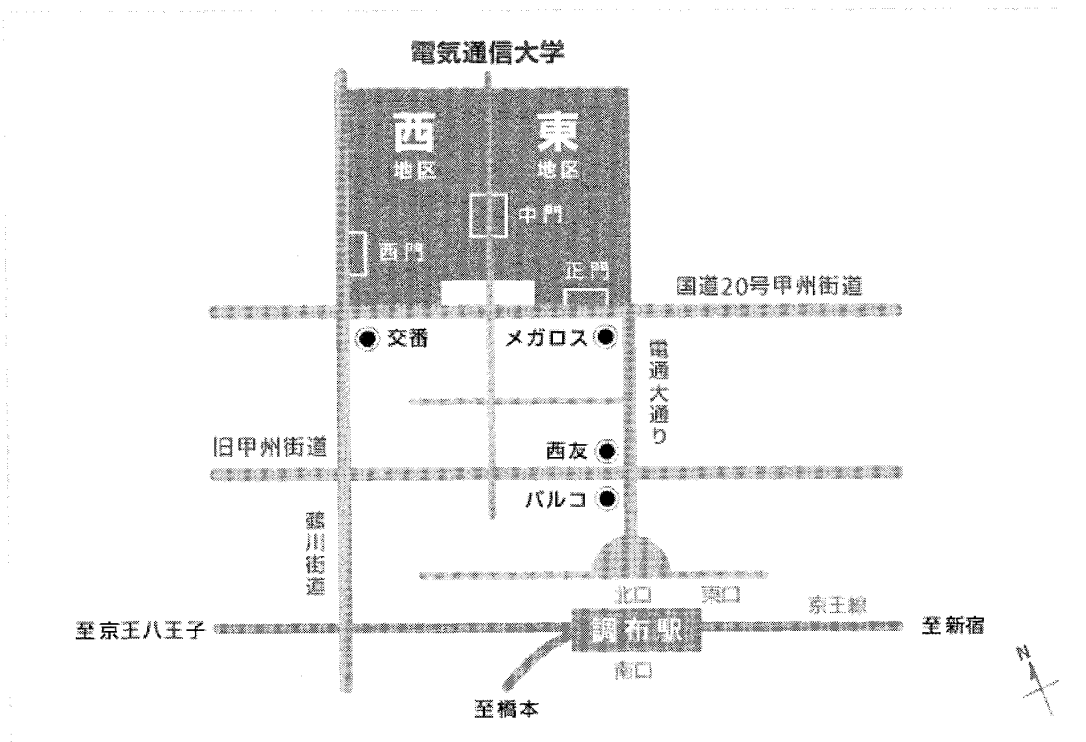 電気通信大学
西
地区
東
地区
中門
西門
正門
国道20号甲州街道
交番
メガロス
電通大通り
旧甲州街道
西友
パルコ
鶴川街道
北口
東口
京王線
至京王八王子
調布駅
至新宿
南口
至橋本
N